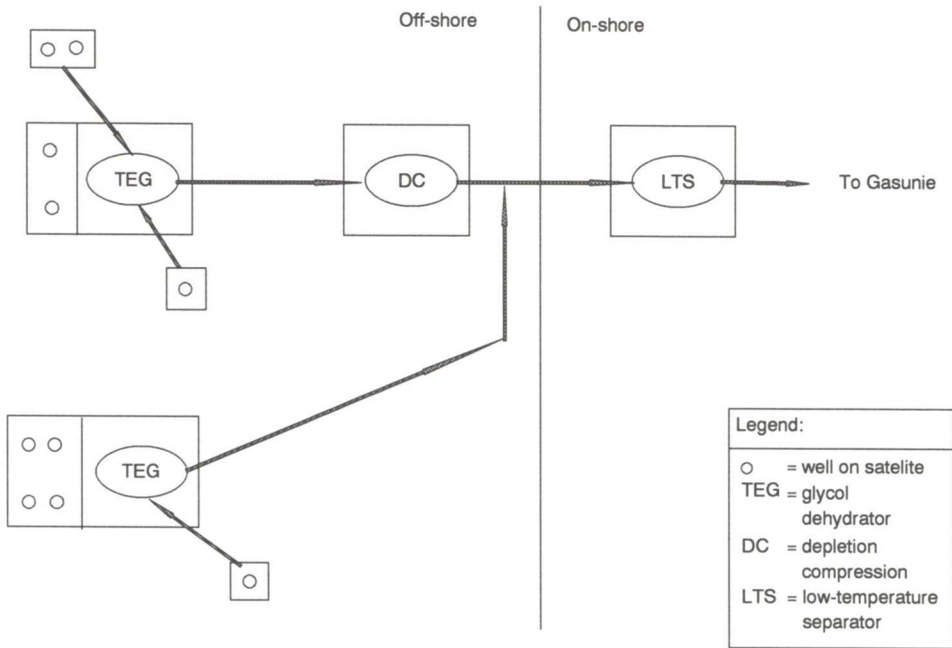 Off-shore
On-shore
TEG
DC
LTS
To Gasunie
TEG
Legend:
= well on satelite
TEG = glycol
dehydrator
DC = depletion
compression
LTS = low-temperature
separator